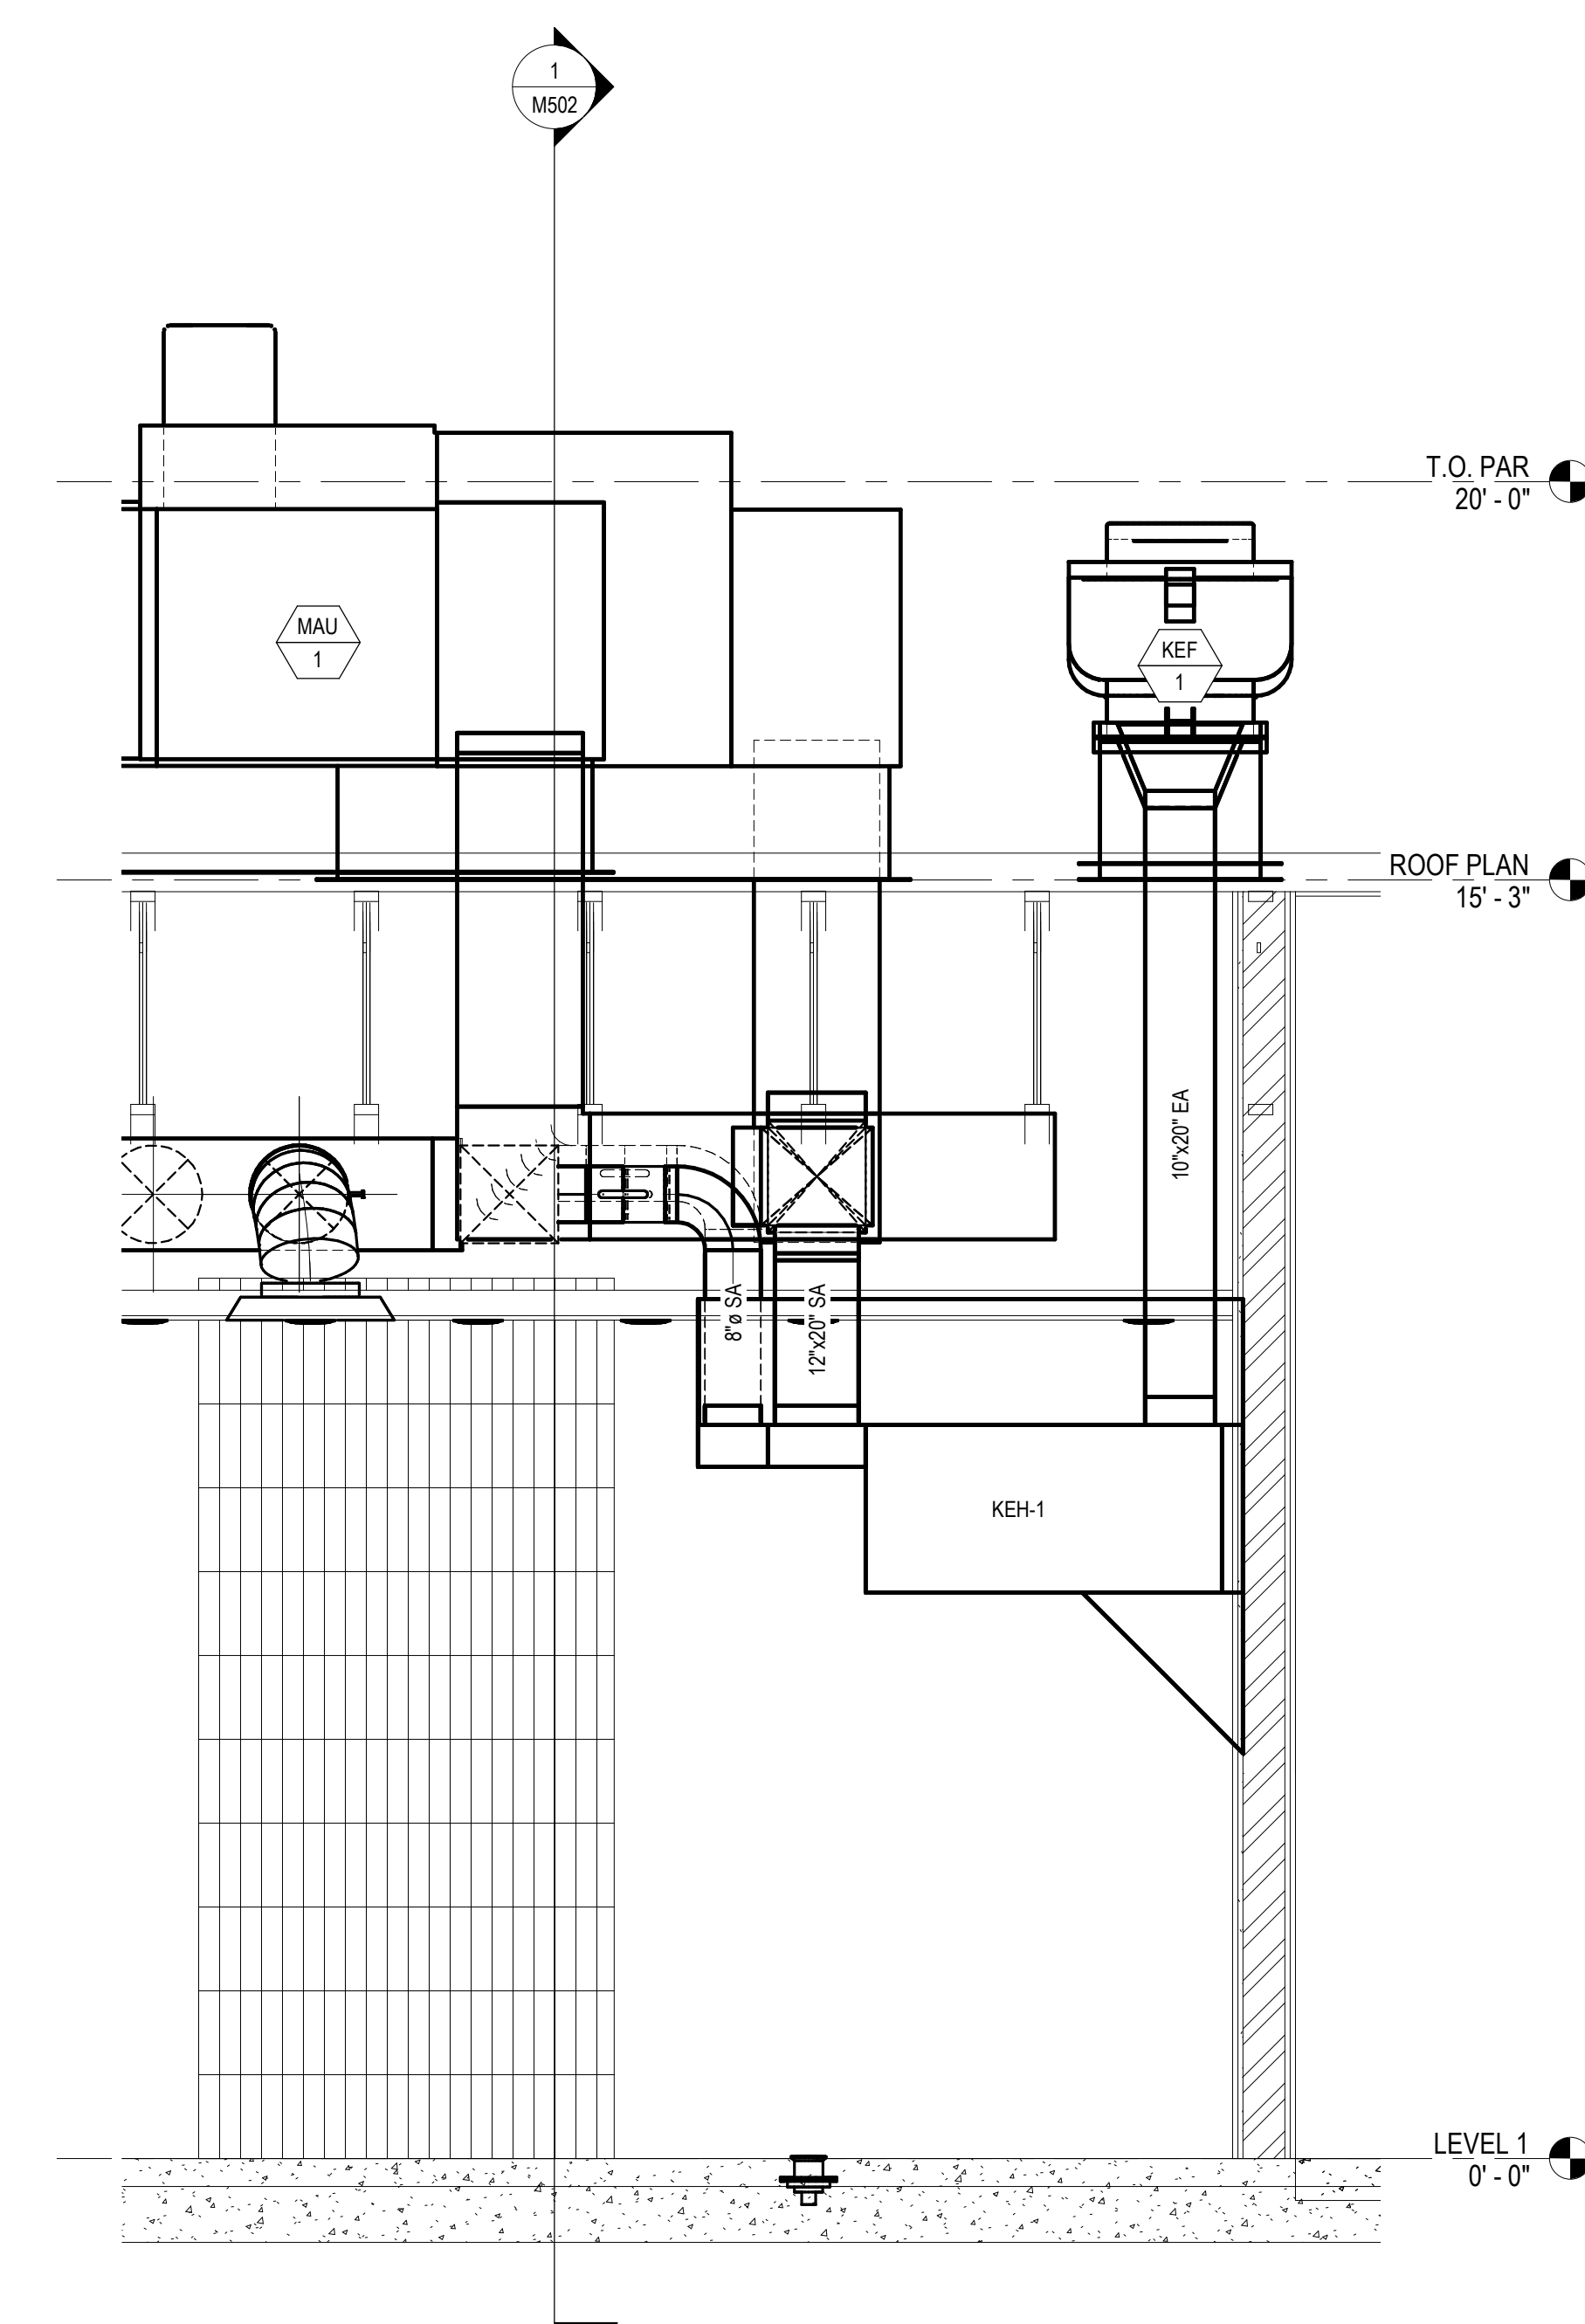 1
M502
T.O. PAR
20' - 0"
MAU
1
KEF
1
ROOF PLAN
15' - 3"
10"x20" EA
8"ø SA
12"x20" SA
KEH-1
LEVEL 1
0' - 0"